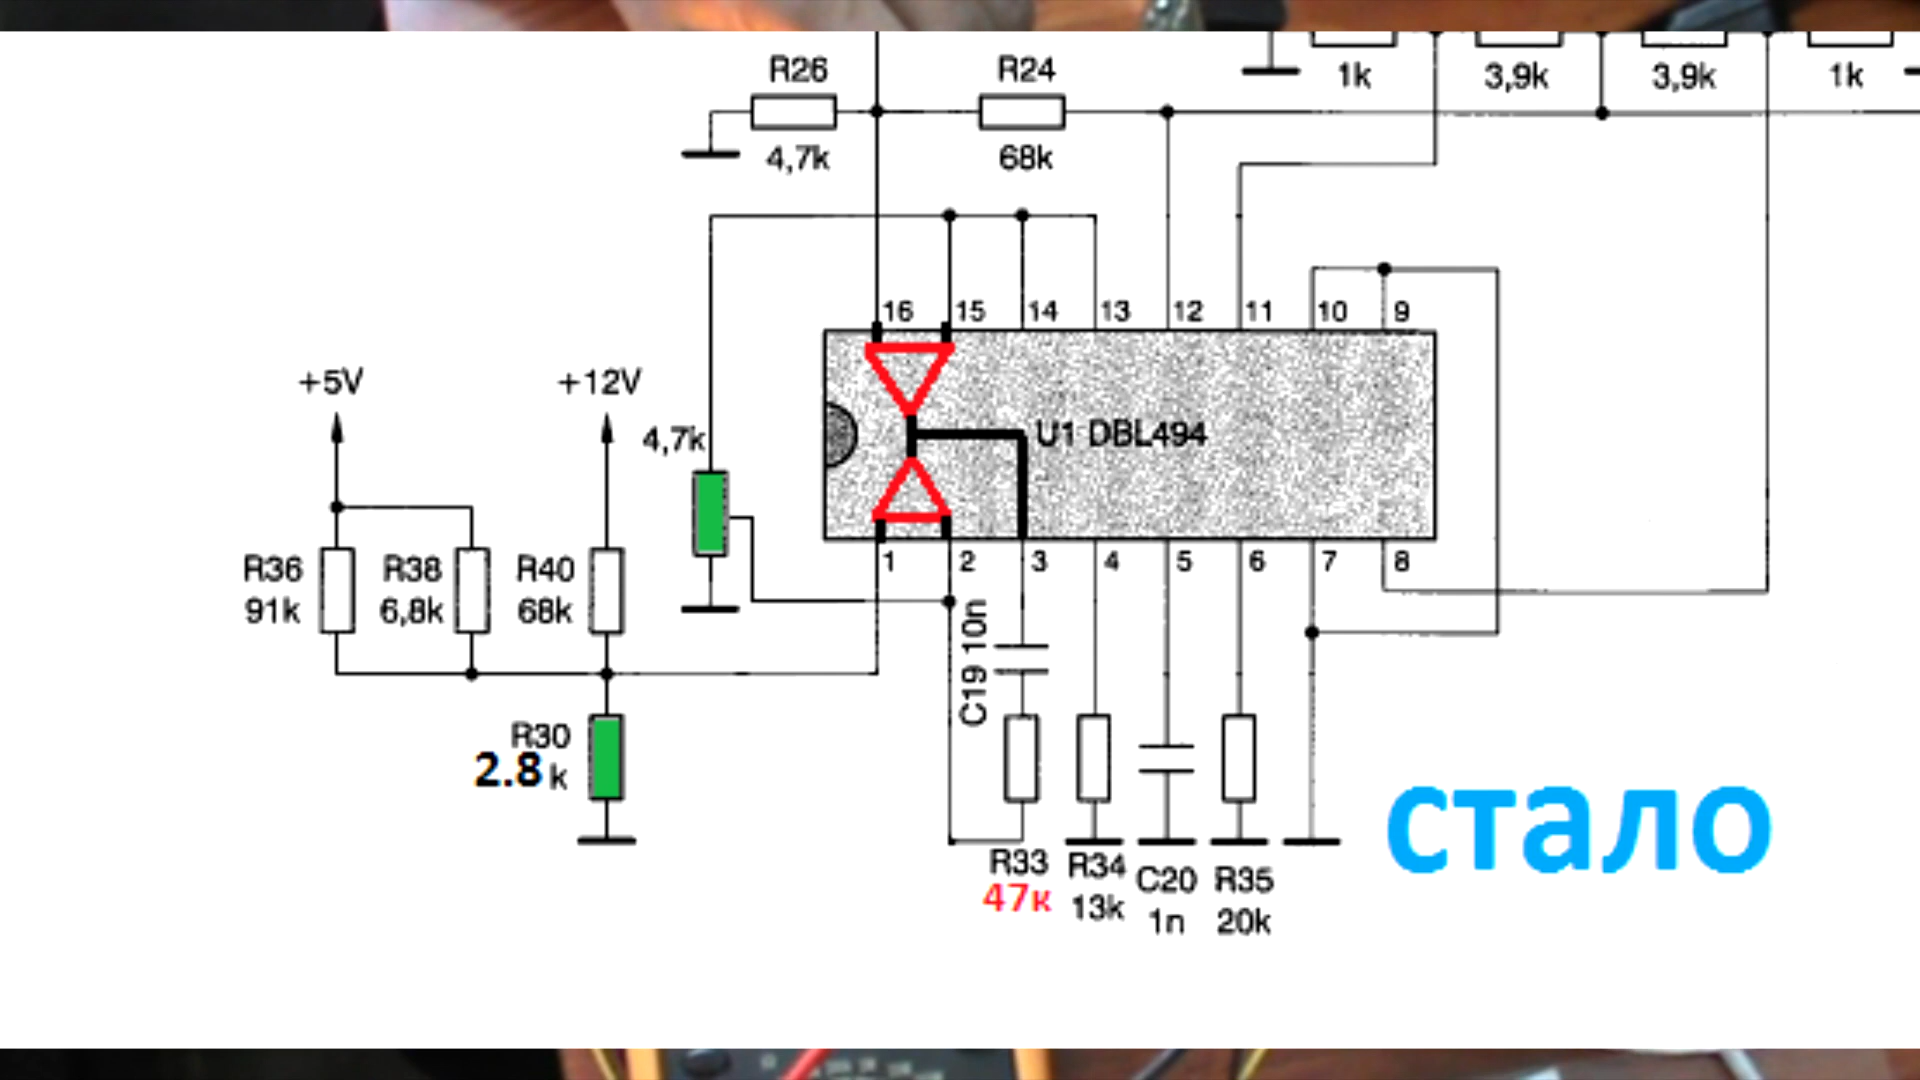 R26
R24
1k
3,9k
3,9k
1k
4,7k
68k
16
15
14
13
12
11
10
9
+5V
+12V
4,7k
U1 DBL494
1
2
3
4
5
6
7
8
R36
91k
R38
6,8k
R40
68k
C19 10n
R30
2.8 k
стало
R33
47к
R34
13k
C20
1n
R35
20k